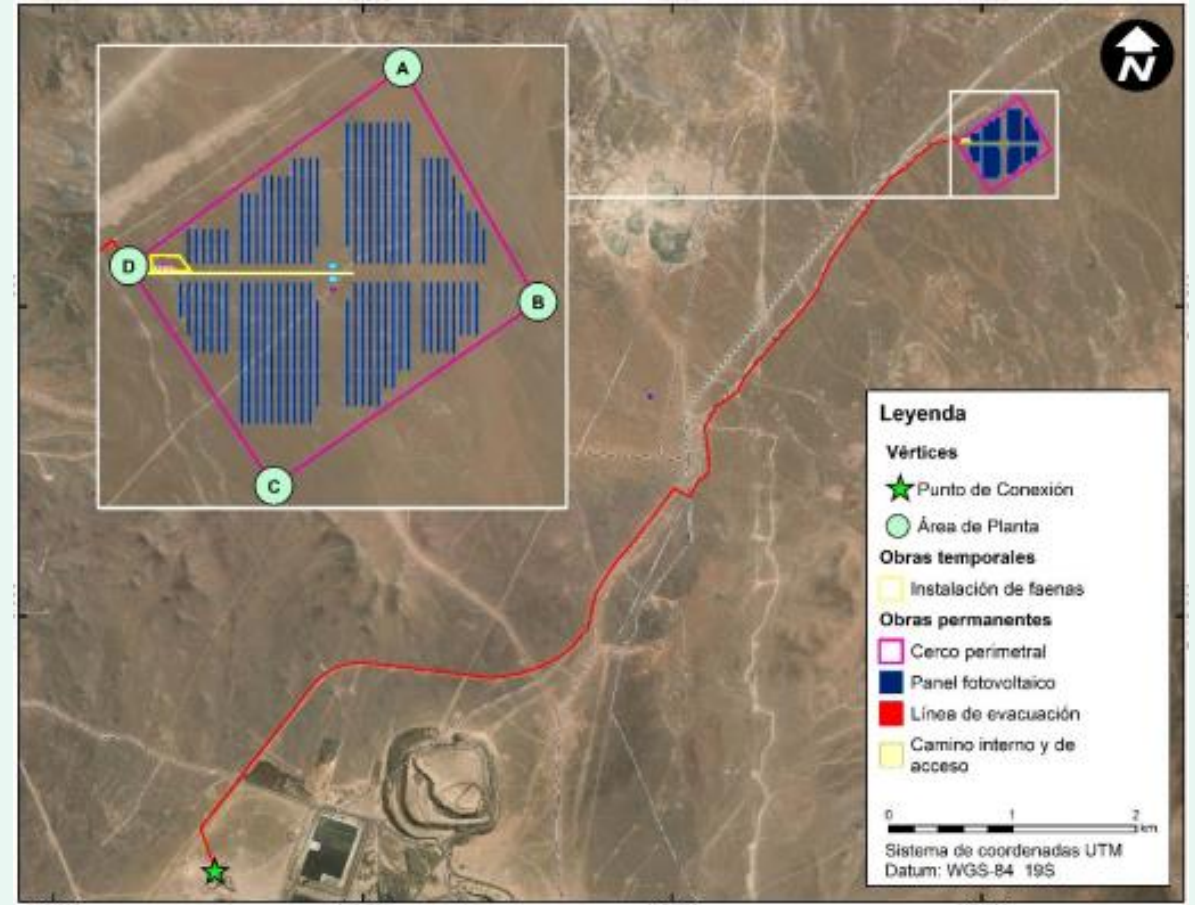 A
N
D
B
C
Leyenda
Vértices
Punto de Conexión
Área de Planta
Obras temporales
Instalación de faenas
Obras permanentes
Cerco perimetral
Panel fotovoltaico
Línea de evacuación
Camino interno y de
acceso
0 1 2
km
Sistema de coordenadas UTM
Datum: WGS-84 19S